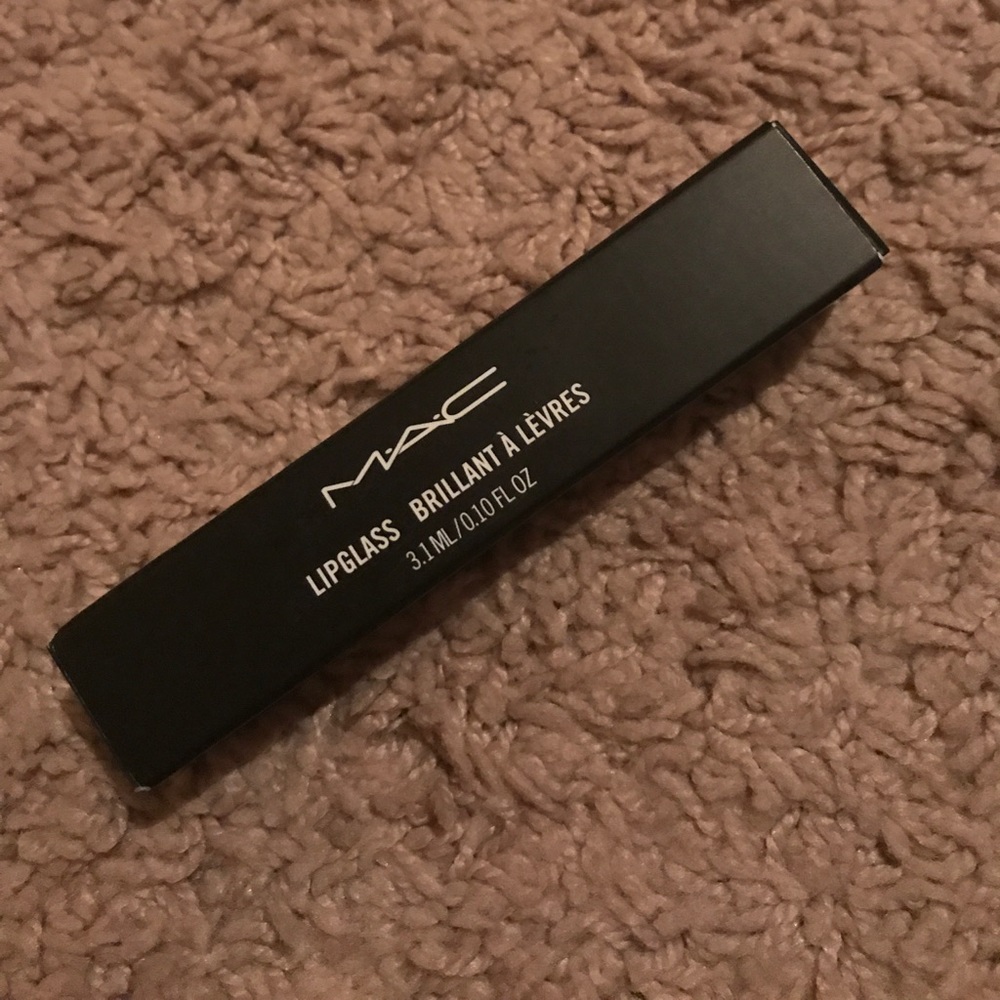 M·A·C
LIPGLASS BRILLANT À LÈVRES
3.1 ML/0.10 FL OZ